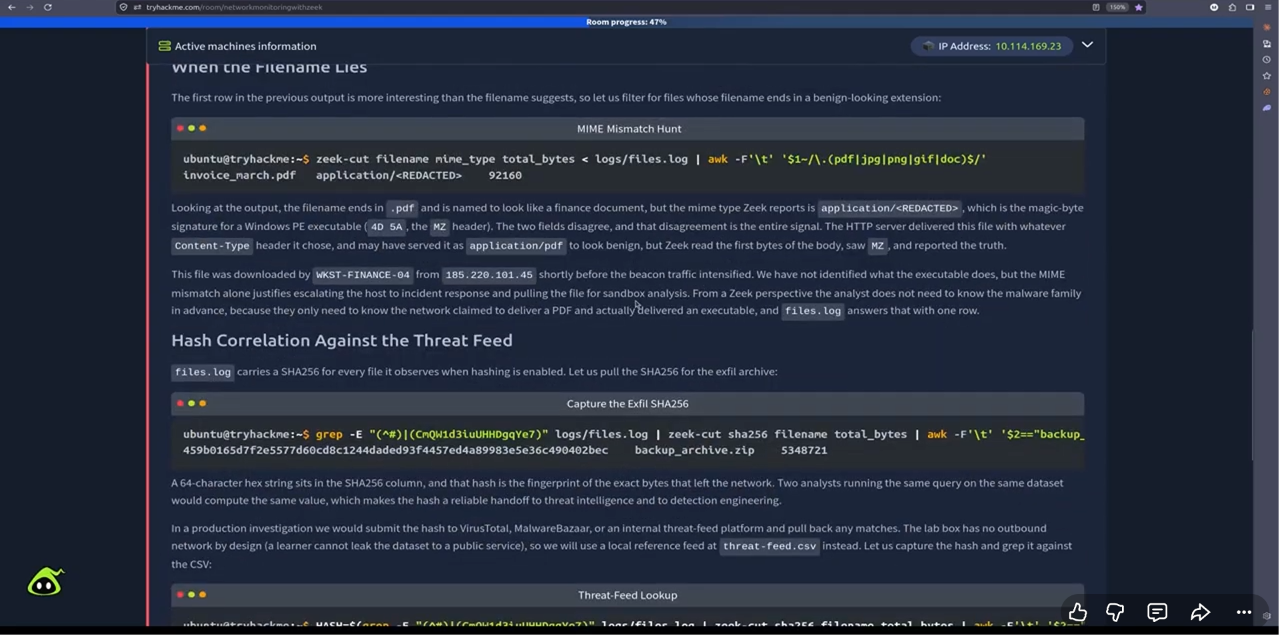 tryhackme.com/room/networkmonitoringwithzeek
150%
Room progress: 47%
Active machines information
IP Address: 10.114.169.23
When the Filename Lies
The first row in the previous output is more interesting than the filename suggests, so let us filter for files whose filename ends in a benign-looking extension:
MIME Mismatch Hunt
ubuntu@tryhackme:~$ zeek-cut filename mime_type total_bytes < logs/files.log | awk -F'\t' '$1~/\.(pdf|jpg|png|gif|doc)$/'
invoice_march.pdf application/<REDACTED> 92160
Looking at the output, the filename ends in .pdf and is named to look like a finance document, but the mime type Zeek reports is application/<REDACTED>, which is the magic-byte
signature for a Windows PE executable (4D 5A, the MZ header). The two fields disagree, and that disagreement is the entire signal. The HTTP server delivered this file with whatever
Content-Type header it chose, and may have served it as application/pdf to look benign, but Zeek read the first bytes of the body, saw MZ, and reported the truth.
This file was downloaded by WKST-FINANCE-04 from 185.220.101.45 shortly before the beacon traffic intensified. We have not identified what the executable does, but the MIME
mismatch alone justifies escalating the host to incident response and pulling the file for sandbox analysis. From a Zeek perspective the analyst does not need to know the malware family
in advance, because they only need to know the network claimed to deliver a PDF and actually delivered an executable, and files.log answers that with one row.
Hash Correlation Against the Threat Feed
files.log carries a SHA256 for every file it observes when hashing is enabled. Let us pull the SHA256 for the exfil archive:
Capture the Exfil SHA256
ubuntu@tryhackme:~$ grep -E "(^#)|(CmQW1d3iuUHHDgqYe7)" logs/files.log | zeek-cut sha256 filename total_bytes | awk -F'\t' '$2=="backup_
459b0165d7f2e5577d60cd8c1244daded93f4457ed4a89983e5e36c490402bec backup_archive.zip 5348721
A 64-character hex string sits in the SHA256 column, and that hash is the fingerprint of the exact bytes that left the network. Two analysts running the same query on the same dataset
would compute the same value, which makes the hash a reliable handoff to threat intelligence and to detection engineering.
In a production investigation we would submit the hash to VirusTotal, MalwareBazaar, or an internal threat-feed platform and pull back any matches. The lab box has no outbound
network by design (a learner cannot leak the dataset to a public service), so we will use a local reference feed at threat-feed.csv instead. Let us capture the hash and grep it against
the CSV:
Threat-Feed Lookup